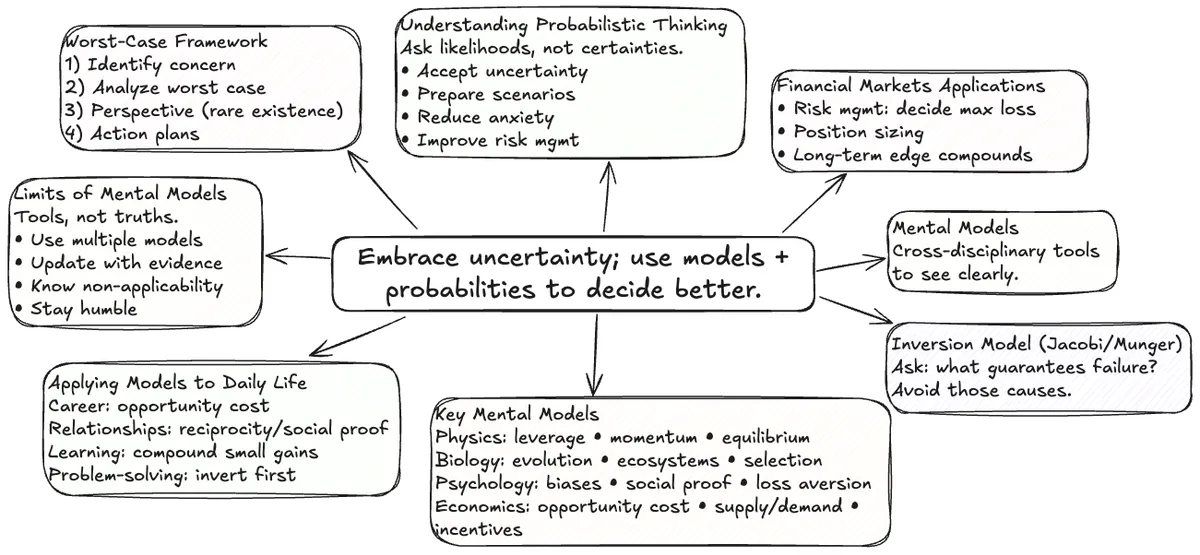 Worst-Case Framework
1) Identify concern
2) Analyze worst case
3) Perspective (rare existence)
4) Action plans
Understanding Probabilistic Thinking
Ask likelihoods, not certainties.
• Accept uncertainty
• Prepare scenarios
• Reduce anxiety
• Improve risk mgmt
Financial Markets Applications
• Risk mgmt: decide max loss
• Position sizing
• Long-term edge compounds
Limits of Mental Models
Tools, not truths.
• Use multiple models
• Update with evidence
• Know non-applicability
• Stay humble
Embrace uncertainty; use models +
probabilities to decide better.
Mental Models
Cross-disciplinary tools
to see clearly.
Inversion Model (Jacobi/Munger)
Ask: what guarantees failure?
Avoid those causes.
Applying Models to Daily Life
Career: opportunity cost
Relationships: reciprocity/social proof
Learning: compound small gains
Problem-solving: invert first
Key Mental Models
Physics: leverage • momentum • equilibrium
Biology: evolution • ecosystems • selection
Psychology: biases • social proof • loss aversion
Economics: opportunity cost • supply/demand •
incentives